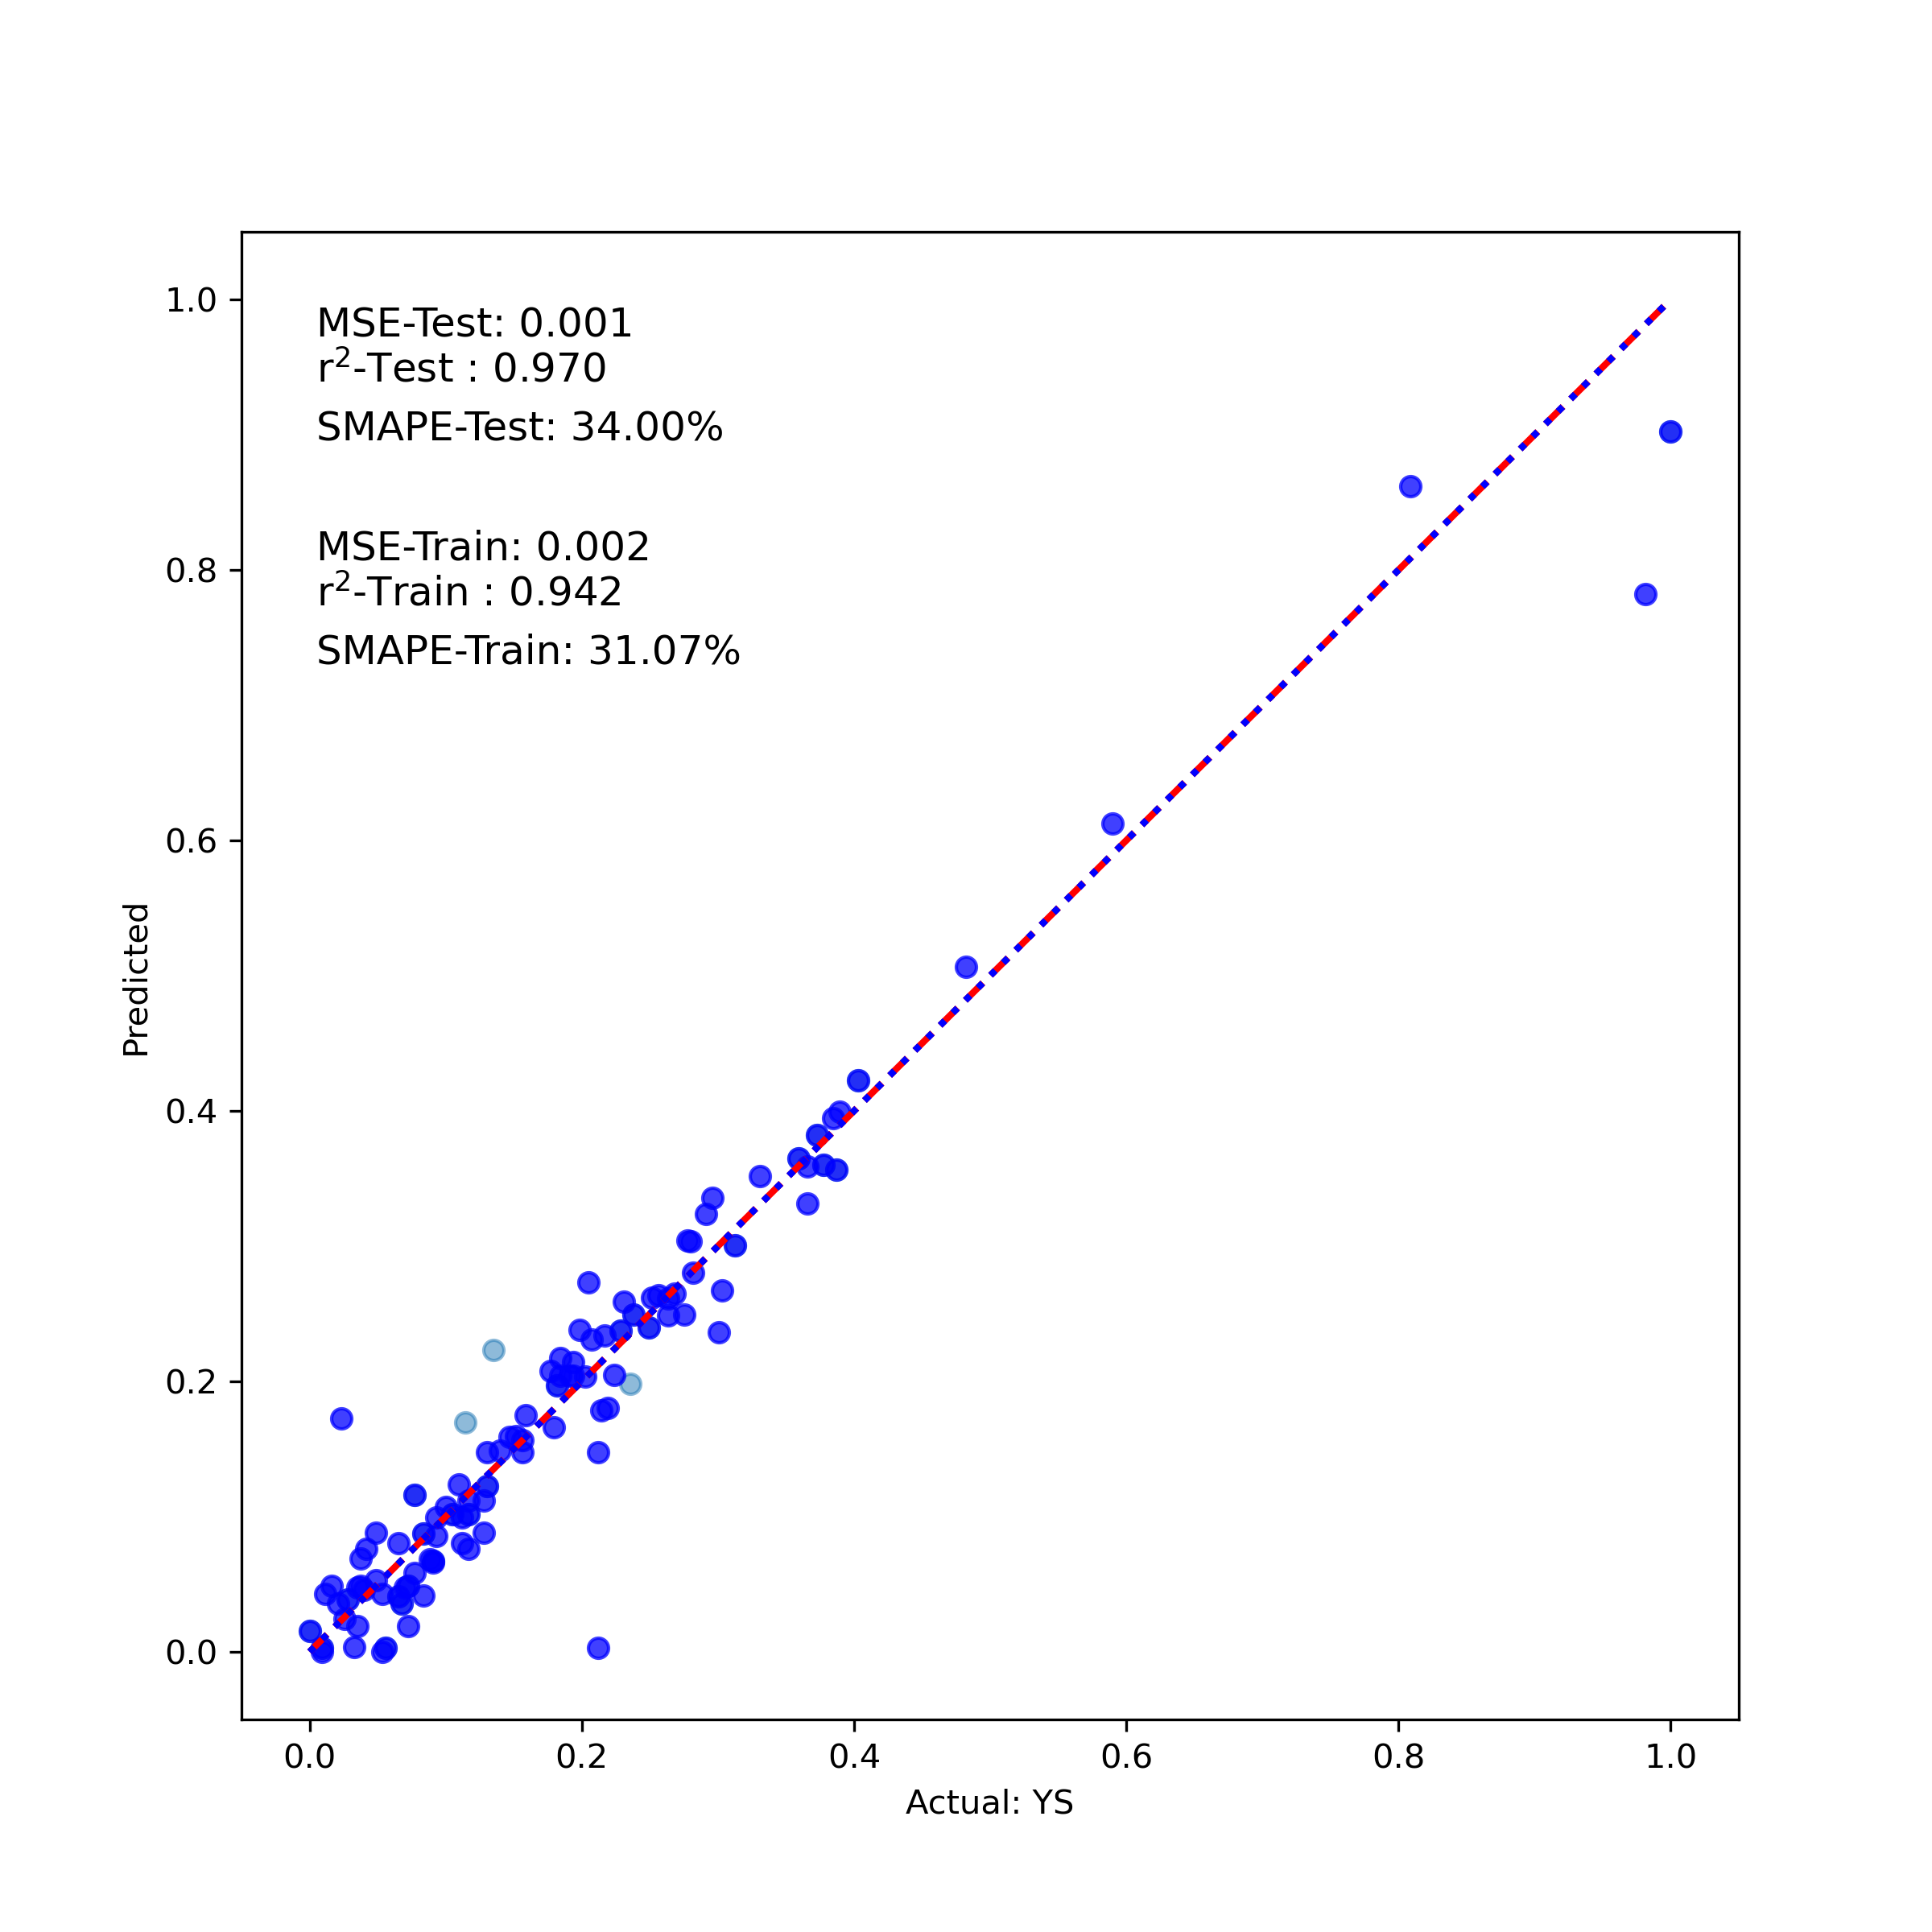 MSE-Test: 0.001
r²-Test : 0.970
SMAPE-Test: 34.00%
MSE-Train: 0.002
r²-Train : 0.942
SMAPE-Train: 31.07%
1.0
0.8
0.6
0.4
0.2
0.0
Predicted
0.0 0.2 0.4 0.6 0.8 1.0
Actual: YS